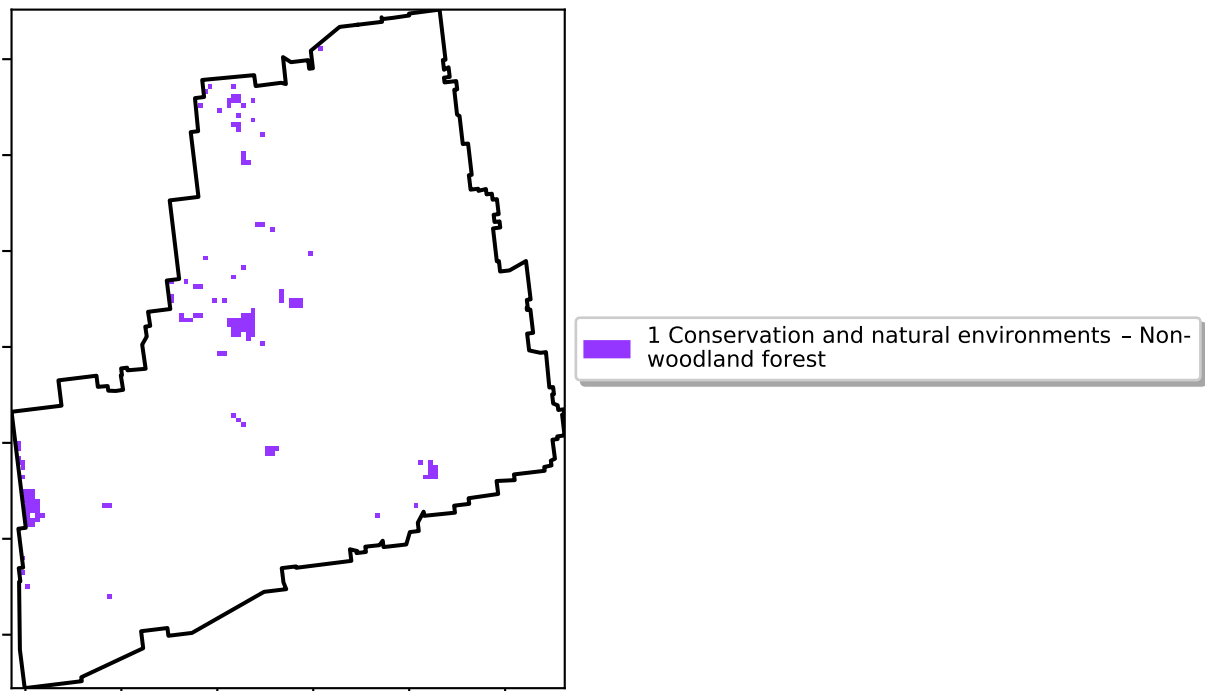 1 Conservation and natural environments – Non-
woodland forest